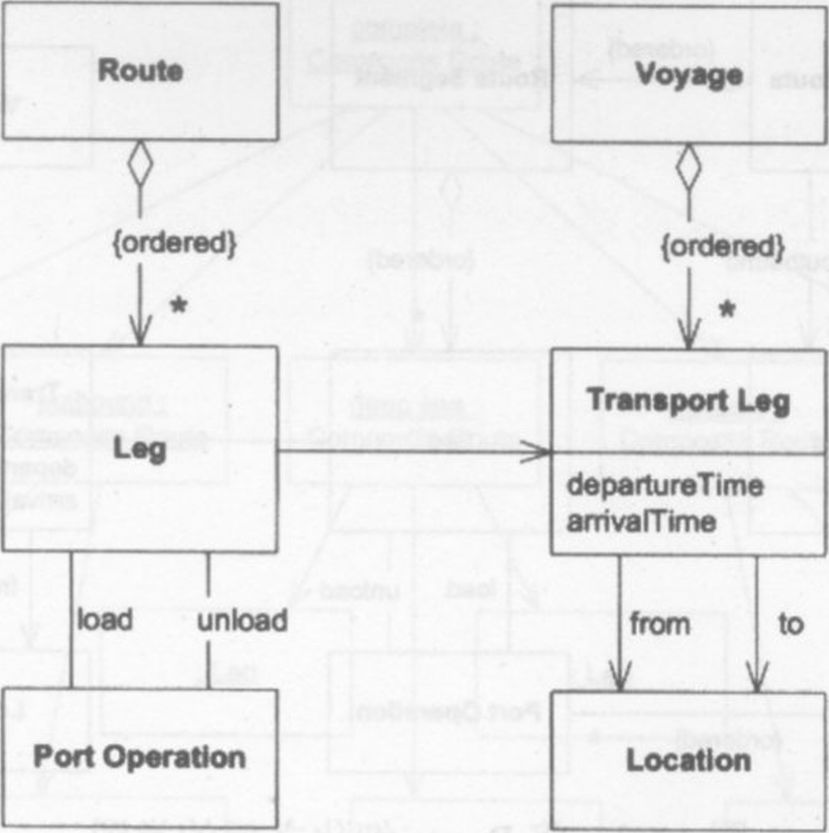 Route
Voyage
{ordered}
*
{ordered}
*
Leg
Transport Leg
departureTime
arrivalTime
load
unload
from
to
Port Operation
Location